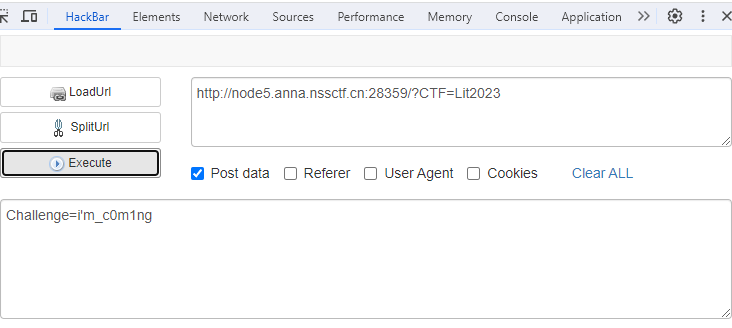 HackBar Elements Network Sources Performance Memory Console Application
LoadUrl
http://node5.anna.nssctf.cn:28359/?CTF=Lit2023
SplitUrl
Execute
Post data Referer User Agent Cookies Clear ALL
Challenge=i'm_c0m1ng